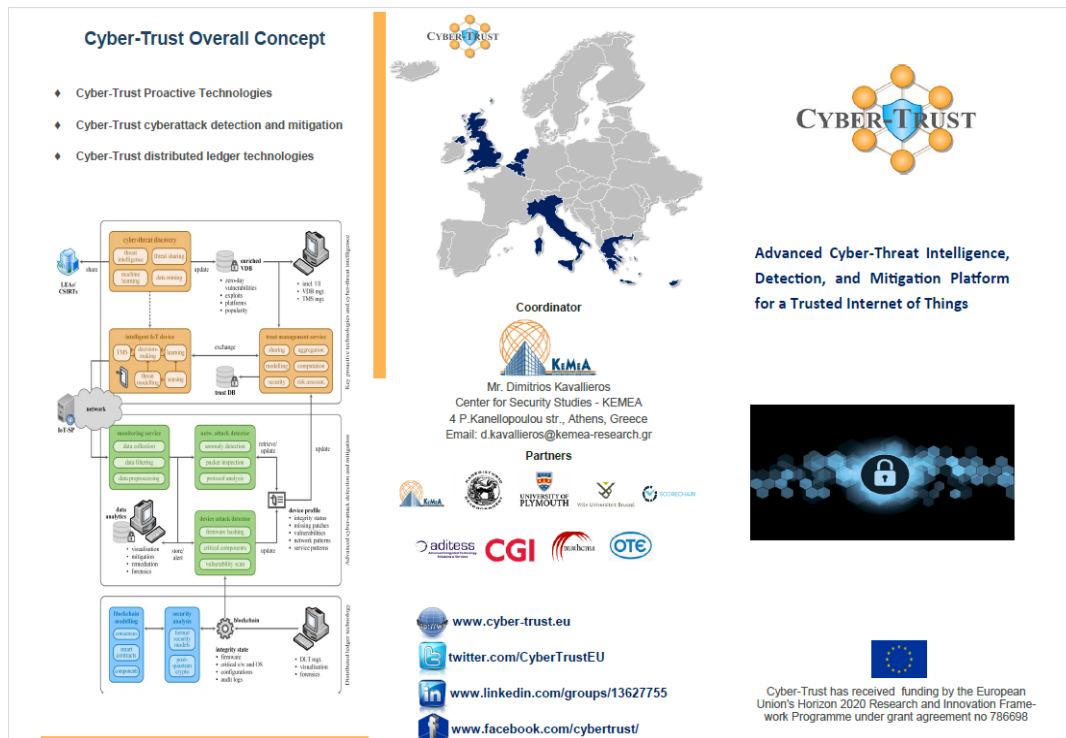 Cyber-Trust Overall Concept
♦ Cyber-Trust Proactive Technologies
♦ Cyber-Trust cyberattack detection and mitigation
♦ Cyber-Trust distributed ledger technologies
cyber-threat discovery
threat intelligence
threat sharing
machine learning
data mining
LEAs/
CSIRTs
share
update
enriched
VDB
• zero-day
vulnerabilities
• exploits
• platforms
• popularity
• intel. UI
• VDB mgt.
• TMS mgt.
intelligent IoT device
TMS
decision-making
learning
threat modelling
sensing
exchange
trust DB
trust management service
sharing
aggregation
modelling
computation
security
risk assessm.
Key proactive technologies and cyber-threat intelligence
network
IoT-SP
monitoring service
data collection
data filtering
data preprocessing
netw. attack detector
anomaly detection
packet inspection
protocol analysis
retrieve/
update
update
data
analytics
• visualisation
• mitigation
• remediation
• forensics
store/
alert
device attack detector
firmware hashing
critical components
vulnerability scan
update
device profile
• integrity status
• missing patches
• vulnerabilities
• network patterns
• service patterns
Advanced cyber-attack detection and mitigation
blockchain
modelling
consensus
smart contracts
components
security
analysis
formal security models
post-quantum crypto
blockchain
integrity state
• firmware
• critical s/w and OS
• configurations
• audit logs
• DLT mgt.
• visualisation
• forensics
Distributed ledger technology
CYBER-TRUST
Coordinator
KEMEA
Mr. Dimitrios Kavallieros
Center for Security Studies - KEMEA
4 P.Kanellopoulou str., Athens, Greece
Email: d.kavallieros@kemea-research.gr
Partners
KEMEA
UNIVERSITY OF
PLYMOUTH
Vrije Universiteit Brussel
SCORECHAIN
aditess
CGI
mathema
OTE
www.cyber-trust.eu
twitter.com/CyberTrustEU
www.linkedin.com/groups/13627755
www.facebook.com/cybertrust/
CYBER-TRUST
Advanced Cyber-Threat Intelligence,
Detection, and Mitigation Platform
for a Trusted Internet of Things
Cyber-Trust has received funding by the European
Union's Horizon 2020 Research and Innovation Frame-
work Programme under grant agreement no 786698